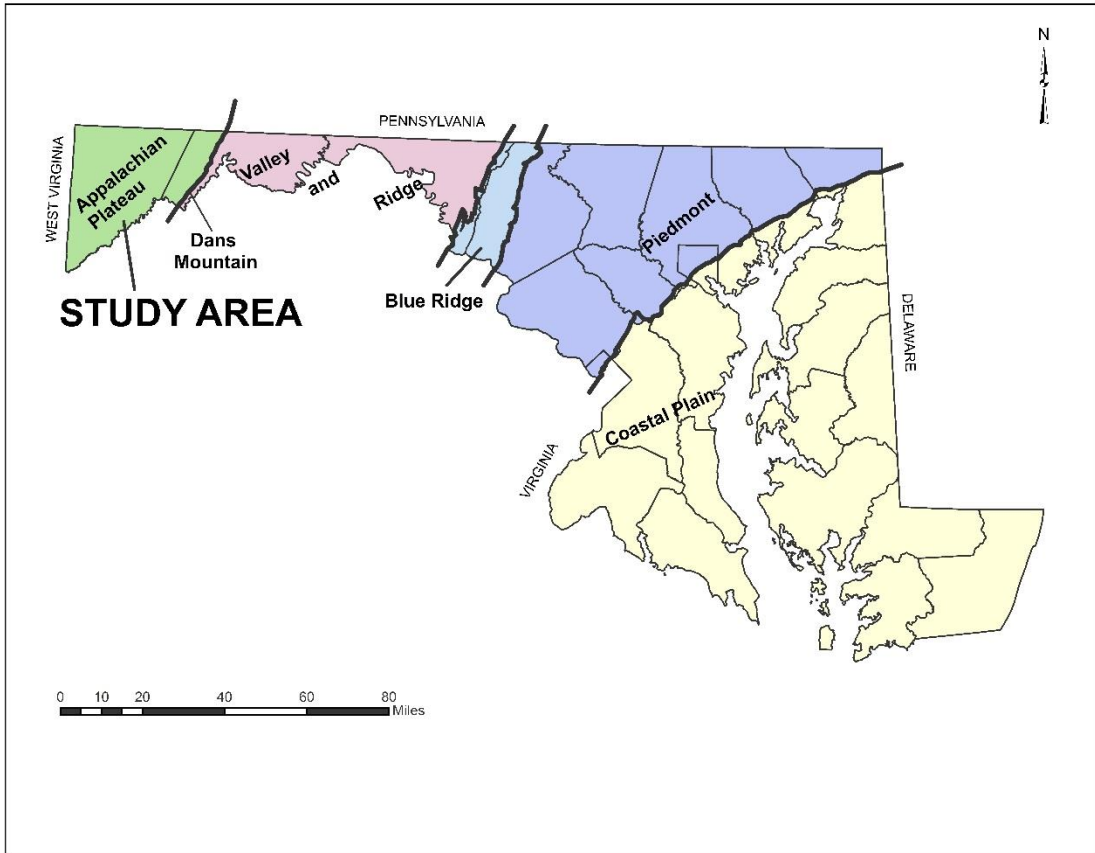 N
PENNSYLVANIA
WEST VIRGINIA
Appalachian
Plateau
Valley
and
Ridge
Dans
Mountain
Blue Ridge
Piedmont
STUDY AREA
DELAWARE
Coastal Plain
VIRGINIA
0 10 20 40 60 80
Miles